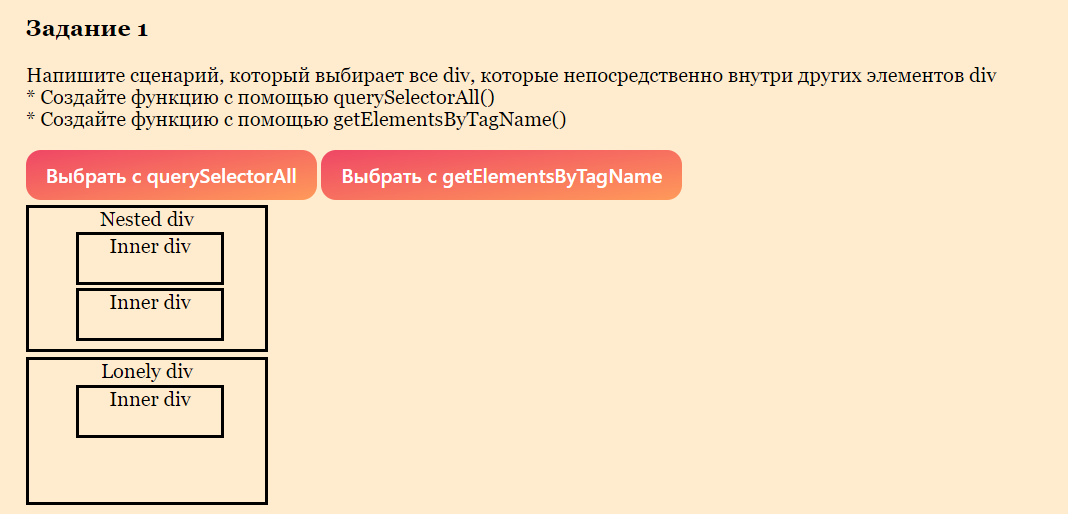 Задание 1
Напишите сценарий, который выбирает все div, которые непосредственно внутри других элементов div
* Создайте функцию с помощью querySelectorAll()
* Создайте функцию с помощью getElementsByTagName()
Выбрать с querySelectorAll Выбрать с getElementsByTagName
Nested div
Inner div
Inner div
Lonely div
Inner div